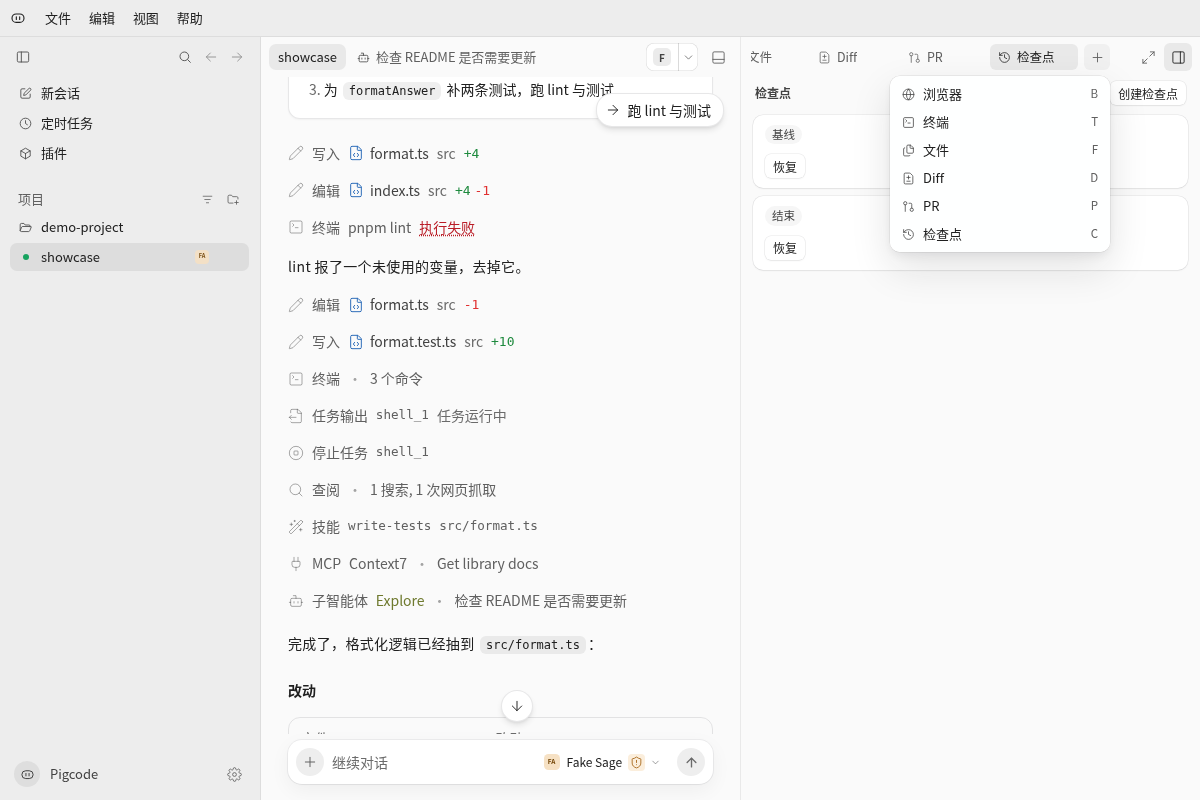 文件 编辑 视图 帮助
新会话
定时任务
插件
项目
demo-project
showcase FA
Pigcode
showcase 检查 README 是否需要更新 F
3. 为 formatAnswer 补两条测试，跑 lint 与测试
跑 lint 与测试
写入 format.ts src +4
编辑 index.ts src +4 -1
终端 pnpm lint 执行失败
lint 报了一个未使用的变量，去掉它。
编辑 format.ts src -1
写入 format.test.ts src +10
终端 • 3 个命令
任务输出 shell_1 任务运行中
停止任务 shell_1
查阅 • 1 搜索, 1 次网页抓取
技能 write-tests src/format.ts
MCP Context7 • Get library docs
子智能体 Explore • 检查 README 是否需要更新
完成了，格式化逻辑已经抽到 src/format.ts：
改动
继续对话 FA Fake Sage
文件 Diff PR 检查点
检查点 创建检查点
基线
恢复
结束
恢复
浏览器 B
终端 T
文件 F
Diff D
PR P
检查点 C